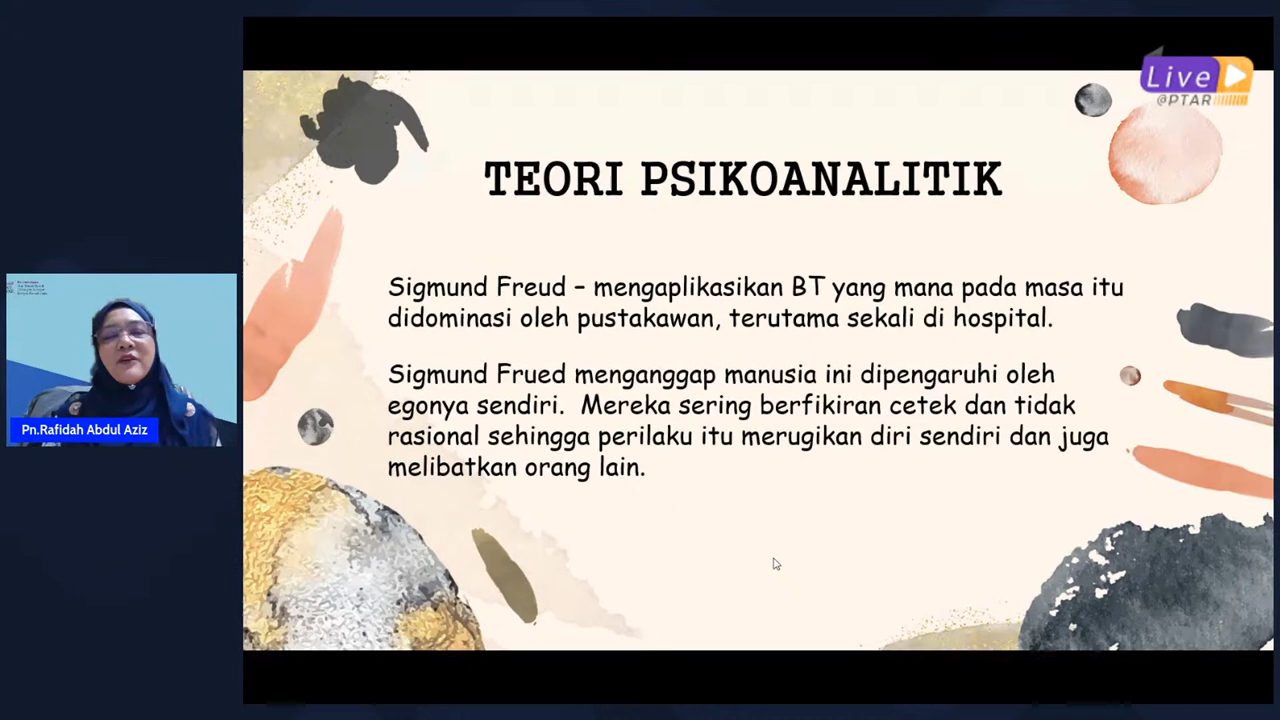 Live
@PTAR
TEORI PSIKOANALITIK
Sigmund Freud – mengaplikasikan BT yang mana pada masa itu
didominasi oleh pustakawan, terutama sekali di hospital.
Sigmund Frued menganggap manusia ini dipengaruhi oleh
egonya sendiri. Mereka sering berfikiran cetek dan tidak
rasional sehingga perilaku itu merugikan diri sendiri dan juga
melibatkan orang lain.
Pn.Rafidah Abdul Aziz